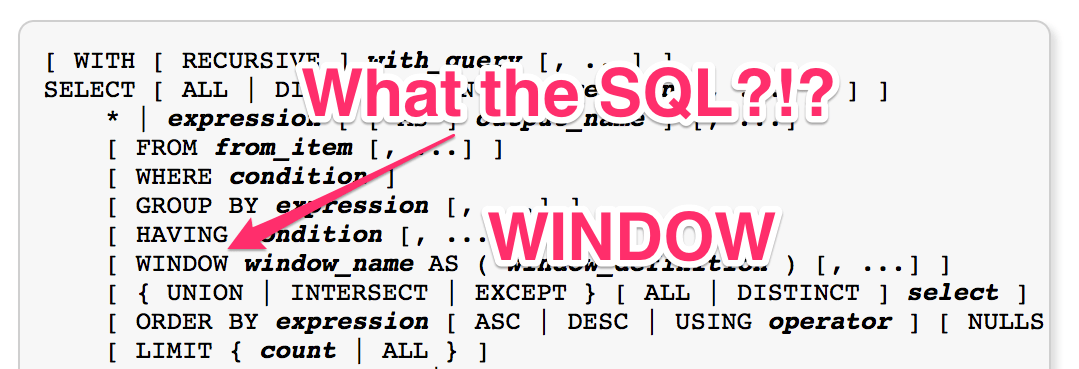 [ WITH [ RECURSIVE ] with_query [, ...] ]
SELECT [ ALL | DI
What the SQL?!?
] ]
* | expression [ [ AS ] output_name ] [, ...]
[ FROM from_item [, ...] ]
[ WHERE condition ]
[ GROUP BY expression [, ...] ]
[ HAVING condition [, ...
WINDOW
[ WINDOW window_name AS ( window_definition ) [, ...] ]
[ { UNION | INTERSECT | EXCEPT } [ ALL | DISTINCT ] select ]
[ ORDER BY expression [ ASC | DESC | USING operator ] [ NULLS
[ LIMIT { count | ALL } ]